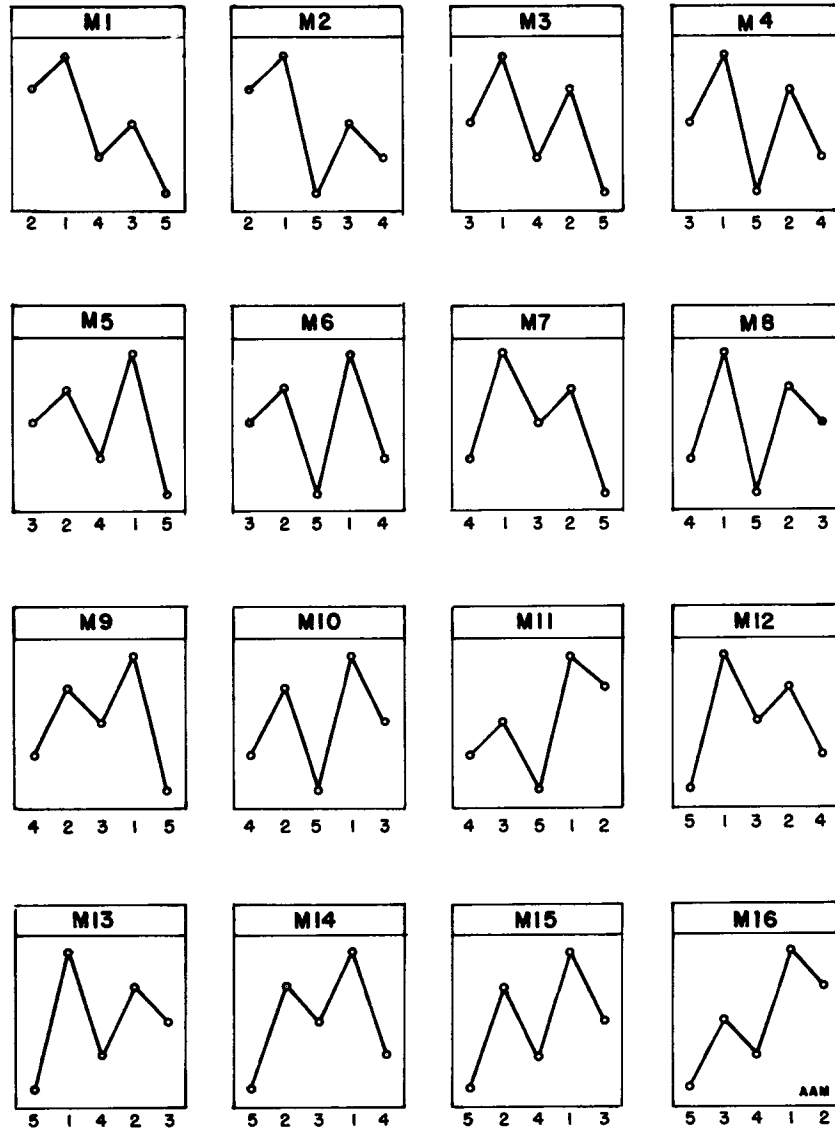 M1 M2 M3 M4
2 1 4 3 5 2 1 5 3 4 3 1 4 2 5 3 1 5 2 4
M5 M6 M7 M8
3 2 4 1 5 3 2 5 1 4 4 1 3 2 5 4 1 5 2 3
M9 M10 M11 M12
4 2 3 1 5 4 2 5 1 3 4 3 5 1 2 5 1 3 2 4
M13 M14 M15 M16
AAM
5 1 4 2 3 5 2 3 1 4 5 2 4 1 3 5 3 4 1 2